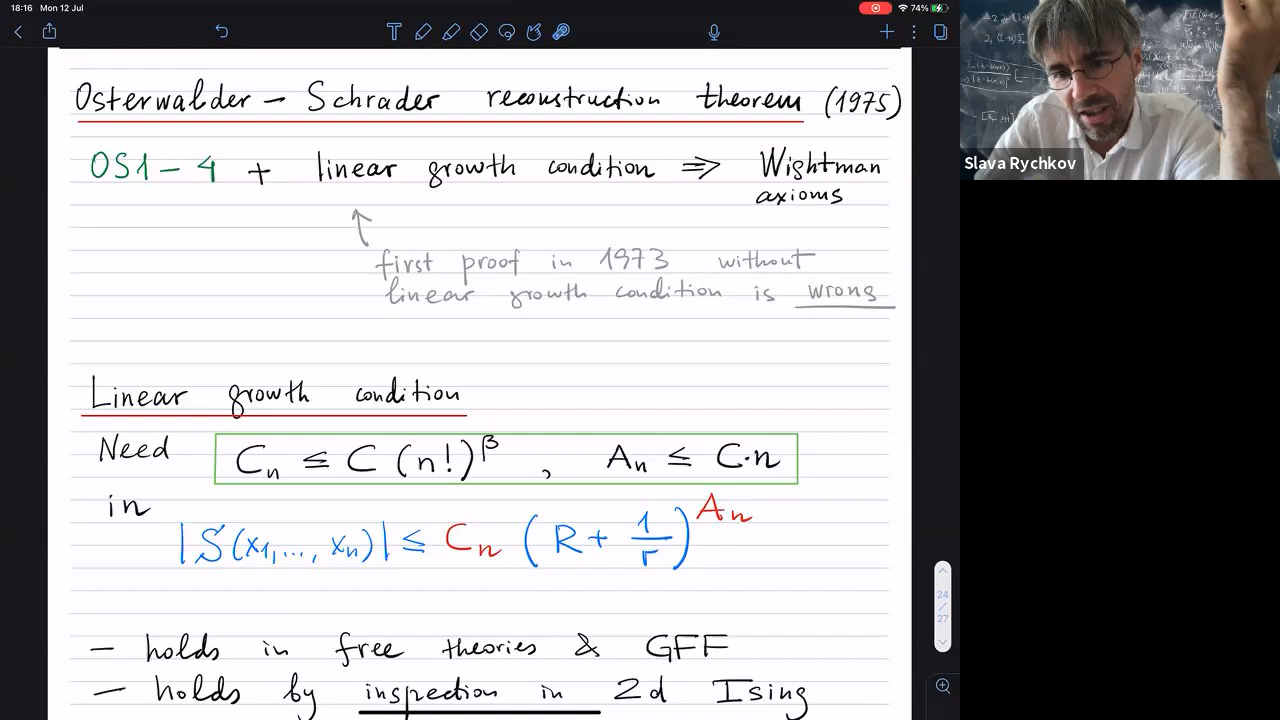 18:16 Mon 12 Jul
74%
Osterwalder – Schrader reconstruction theorem (1975)
OS1 – 4 + linear growth condition ⇒ Wightman
axioms
first proof in 1973 without
linear growth condition is wrong
Linear growth condition
Need Cₙ ≤ C (n!)^β , Aₙ ≤ C·n
in
|S(x₁,..., xₙ)| ≤ Cₙ (R + 1/r)^Aₙ
– holds in free theories & GFF
– holds by inspection in 2d Ising
24
/
27
Slava Rychkov